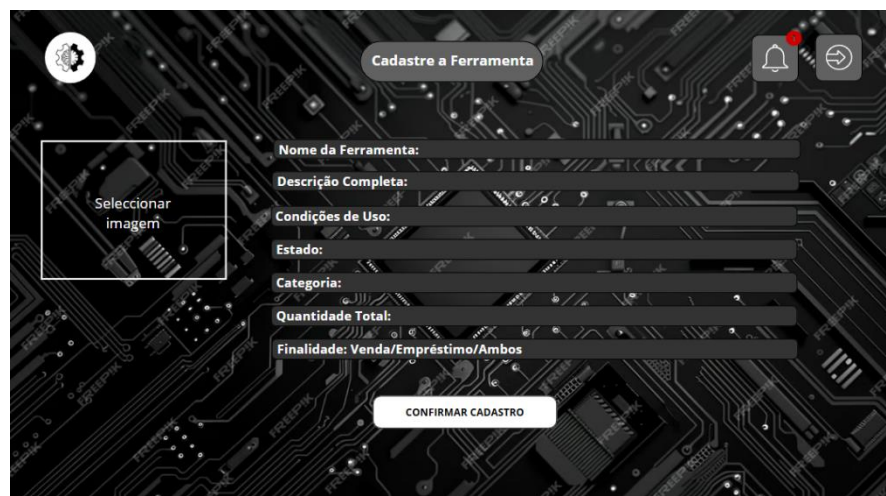 Cadastre a Ferramenta
Nome da Ferramenta:
Descrição Completa:
Seleccionar
imagem
Condições de Uso:
Estado:
Categoria:
Quantidade Total:
Finalidade: Venda/Empréstimo/Ambos
CONFIRMAR CADASTRO